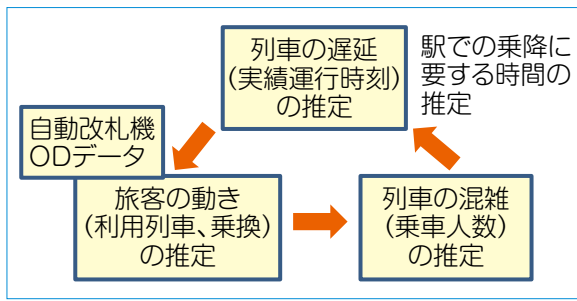 列車の遅延
(実績運行時刻)
の推定
駅での乗降に
要する時間の
推定
自動改札機
ODデータ
旅客の動き
(利用列車、乗換)
の推定
列車の混雑
(乗車人数)
の推定